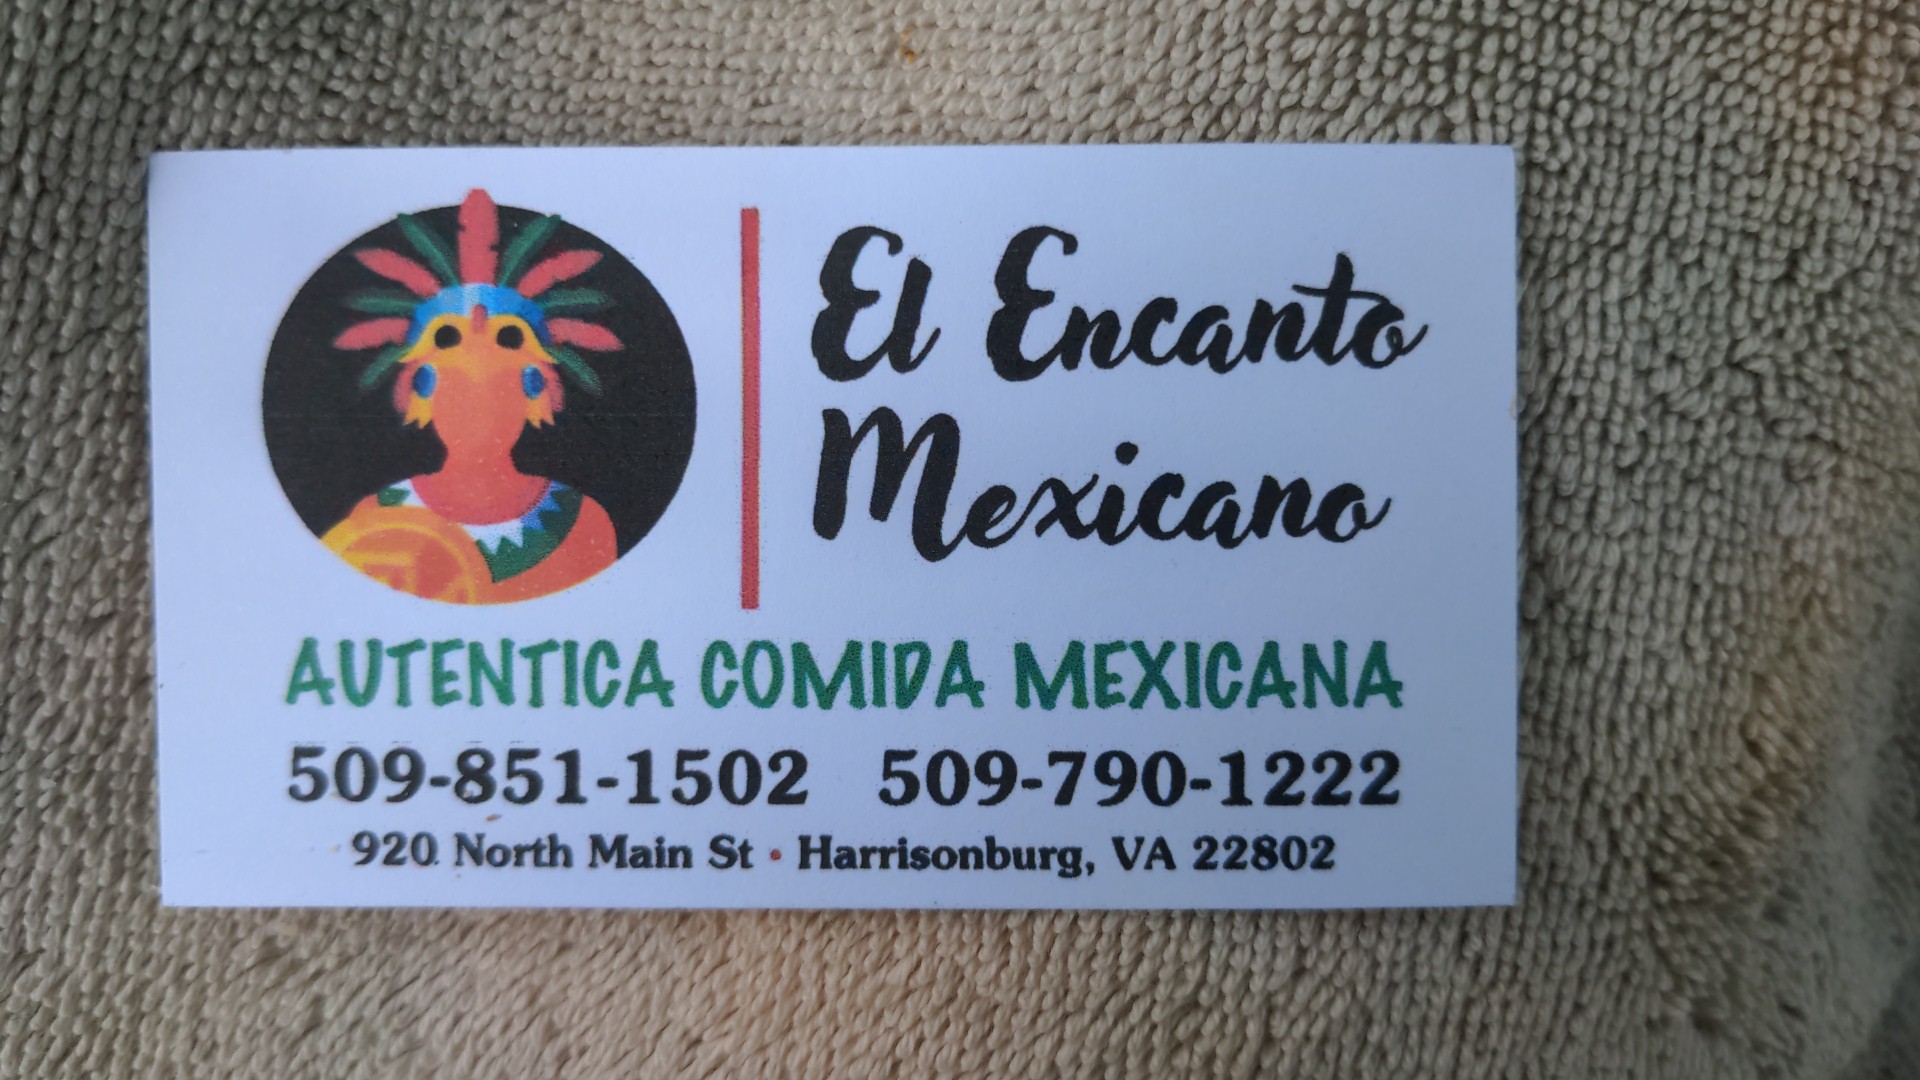 El Encanto
Mexicano
AUTENTICA COMIDA MEXICANA
509-851-1502 509-790-1222
920 North Main St • Harrisonburg, VA 22802